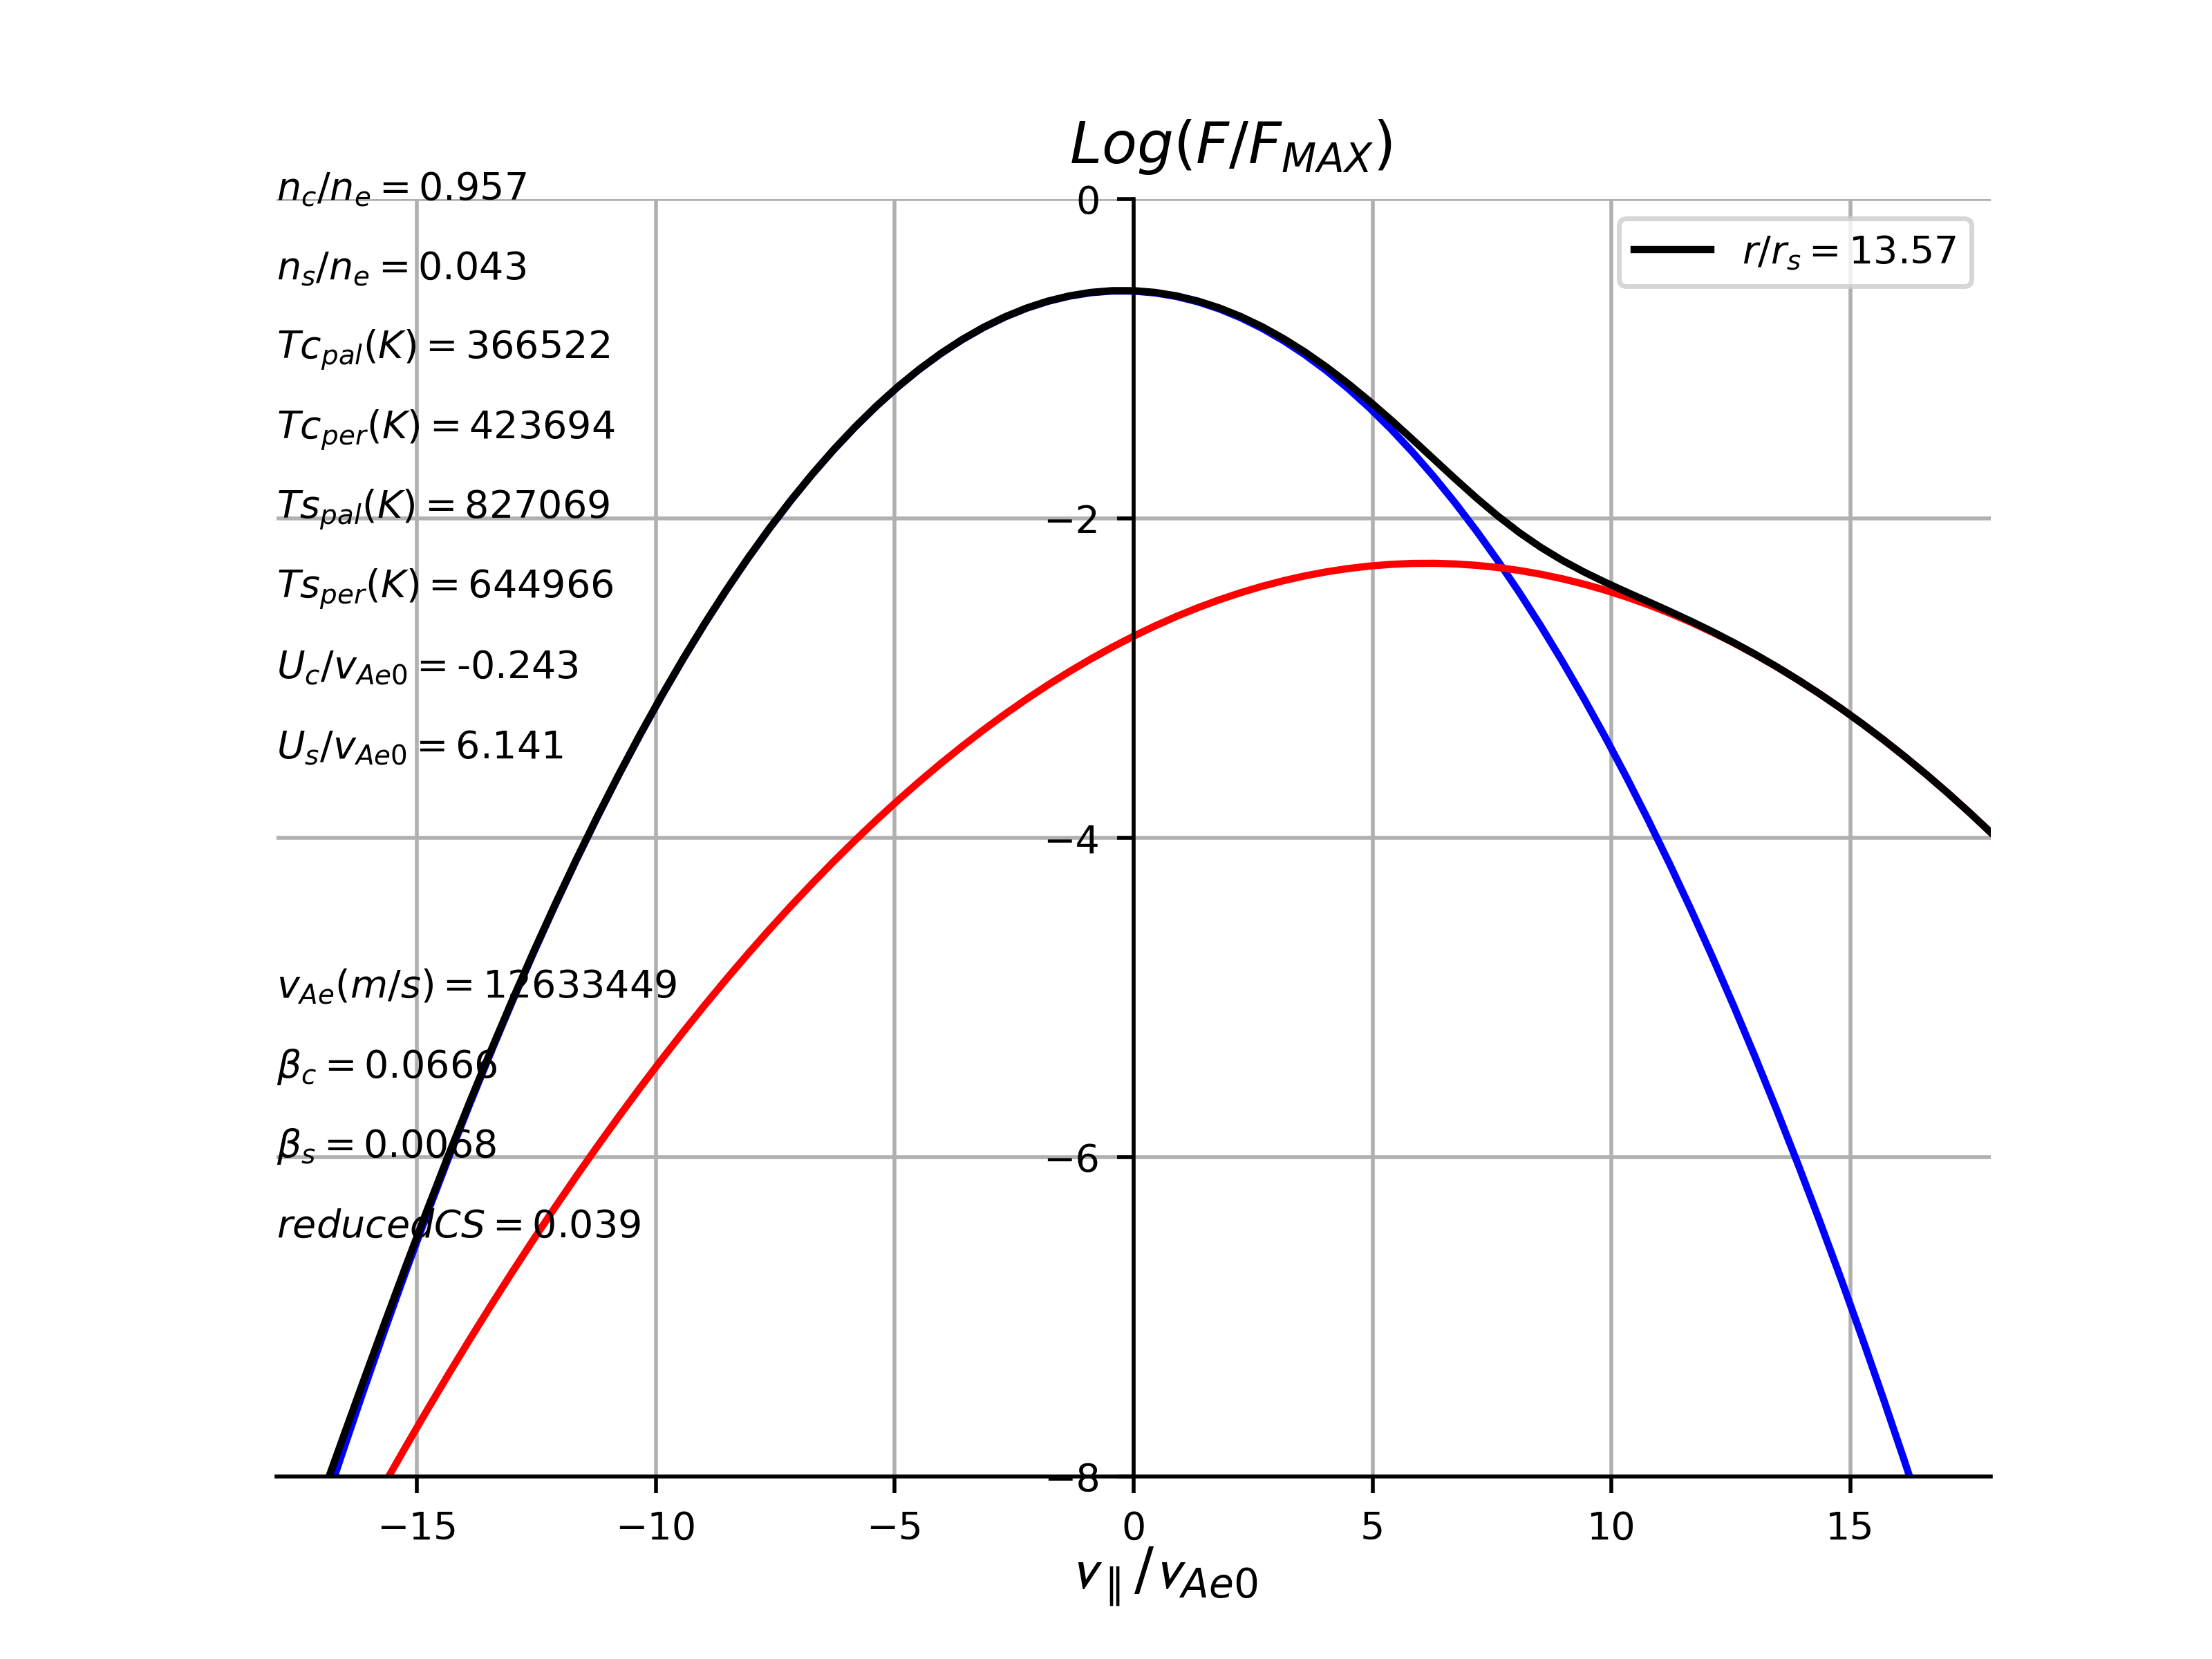 Log(F/F_MAX)
n_c/n_e = 0.957
n_s/n_e = 0.043
Tc_pal(K) = 366522
Tc_per(K) = 423694
Ts_pal(K) = 827069
Ts_per(K) = 644966
U_c/v_Ae0 = -0.243
U_s/v_Ae0 = 6.141
v_Ae(m/s) = 12633449
β_c = 0.0666
β_s = 0.0068
reducedCS = 0.039
r/r_s = 13.57
0
−2
−4
−6
−8
−15 −10 −5 0 5 10 15
v_∥/v_Ae0